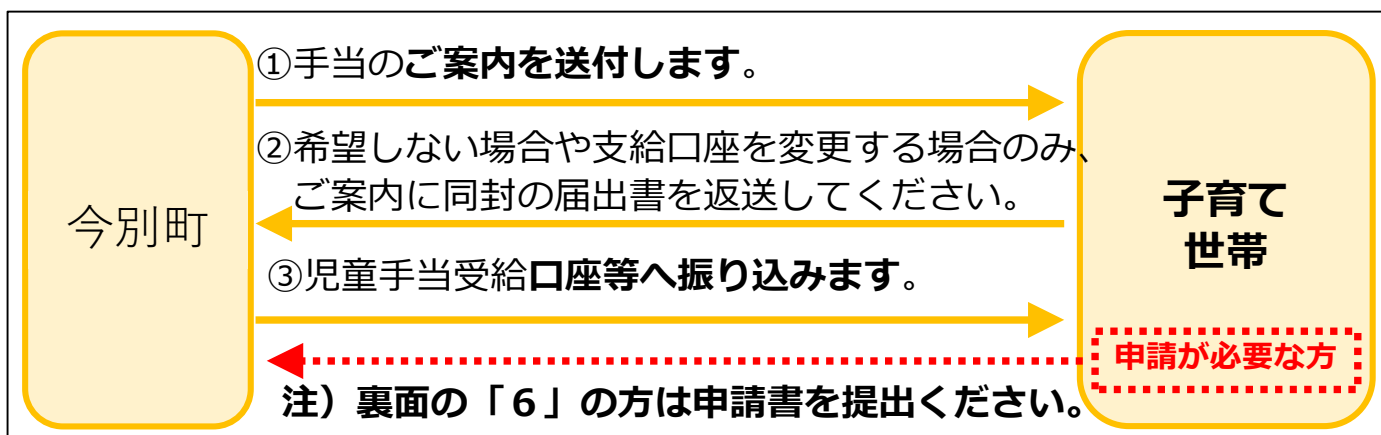 ①手当のご案内を送付します。
②希望しない場合や支給口座を変更する場合のみ、
ご案内に同封の届出書を返送してください。
今別町
子育て
世帯
③児童手当受給口座等へ振り込みます。
申請が必要な方
注）裏面の「６」の方は申請書を提出ください。